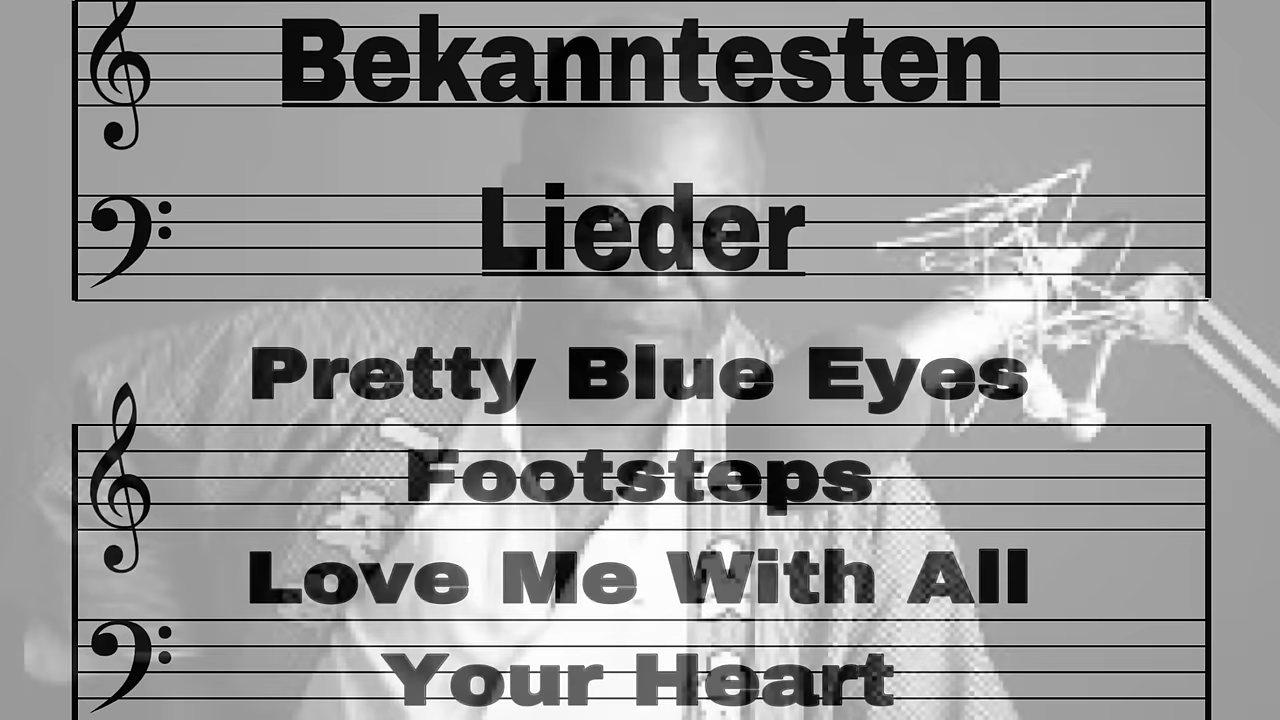 Bekanntesten
Lieder
Pretty Blue Eyes
Footsteps
Love Me With All
Your Heart